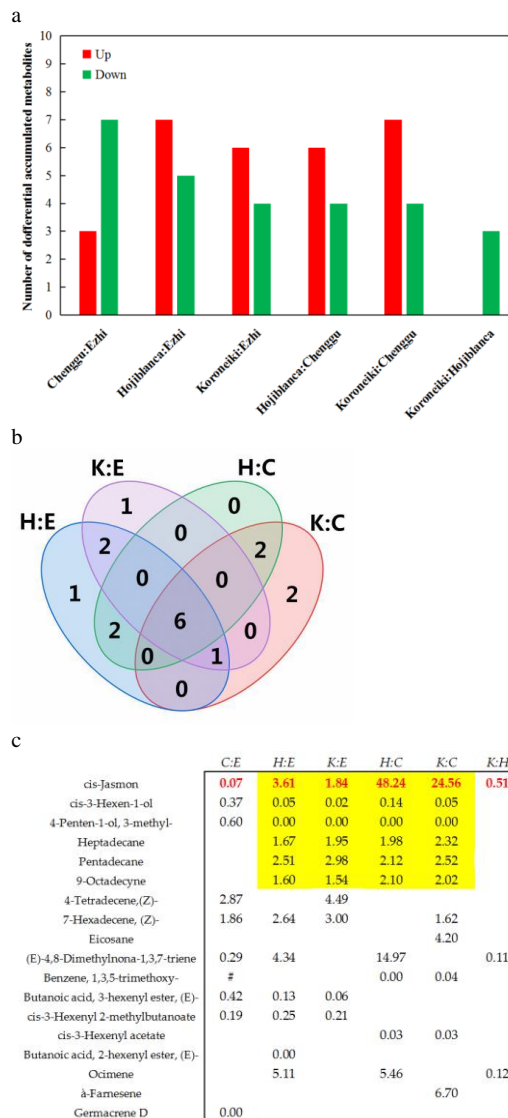 a
Number of dofferential accumulated metabolites
10
9
8
7
6
5
4
3
2
1
0
Up
Down
Chenggu:Ezhi
Hojiblanca:Ezhi
Koroneiki:Ezhi
Hojiblanca:Chenggu
Koroneiki:Chenggu
Koroneiki:Hojiblanca
b
K:E H:C
H:E K:C
1 0
2 0 2
1 0 0 2
6
2 0
0 1
0
c
C:E H:E K:E H:C K:C K:H
cis-Jasmon 0.07 3.61 1.84 48.24 24.56 0.51
cis-3-Hexen-1-ol 0.37 0.05 0.02 0.14 0.05
4-Penten-1-ol, 3-methyl- 0.60 0.00 0.00 0.00 0.00
Heptadecane 1.67 1.95 1.98 2.32
Pentadecane 2.51 2.98 2.12 2.52
9-Octadecyne 1.60 1.54 2.10 2.02
4-Tetradecene,(Z)- 2.87 4.49
7-Hexadecene, (Z)- 1.86 2.64 3.00 1.62
Eicosane 4.20
(E)-4,8-Dimethylnona-1,3,7-triene 0.29 4.34 14.97 0.11
Benzene, 1,3,5-trimethoxy- # 0.00 0.04
Butanoic acid, 3-hexenyl ester, (E)- 0.42 0.13 0.06
cis-3-Hexenyl 2-methylbutanoate 0.19 0.25 0.21
cis-3-Hexenyl acetate 0.03 0.03
Butanoic acid, 2-hexenyl ester, (E)- 0.00
Ocimene 5.11 5.46 0.12
à-Farnesene 6.70
Germacrene D 0.00